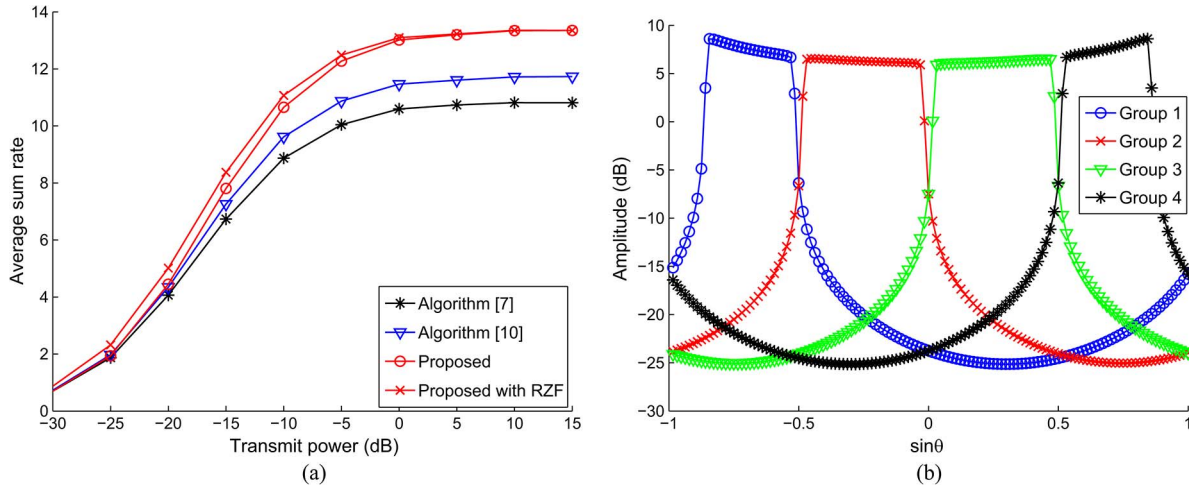 14
12
10
8
6
4
2
0
Average sum rate
−30 −25 −20 −15 −10 −5 0 5 10 15
Transmit power (dB)
Algorithm [7]
Algorithm [10]
Proposed
Proposed with RZF
(a)
10
5
0
−5
−10
−15
−20
−25
−30
Amplitude (dB)
−1 −0.5 0 0.5 1
sinθ
Group 1
Group 2
Group 3
Group 4
(b)